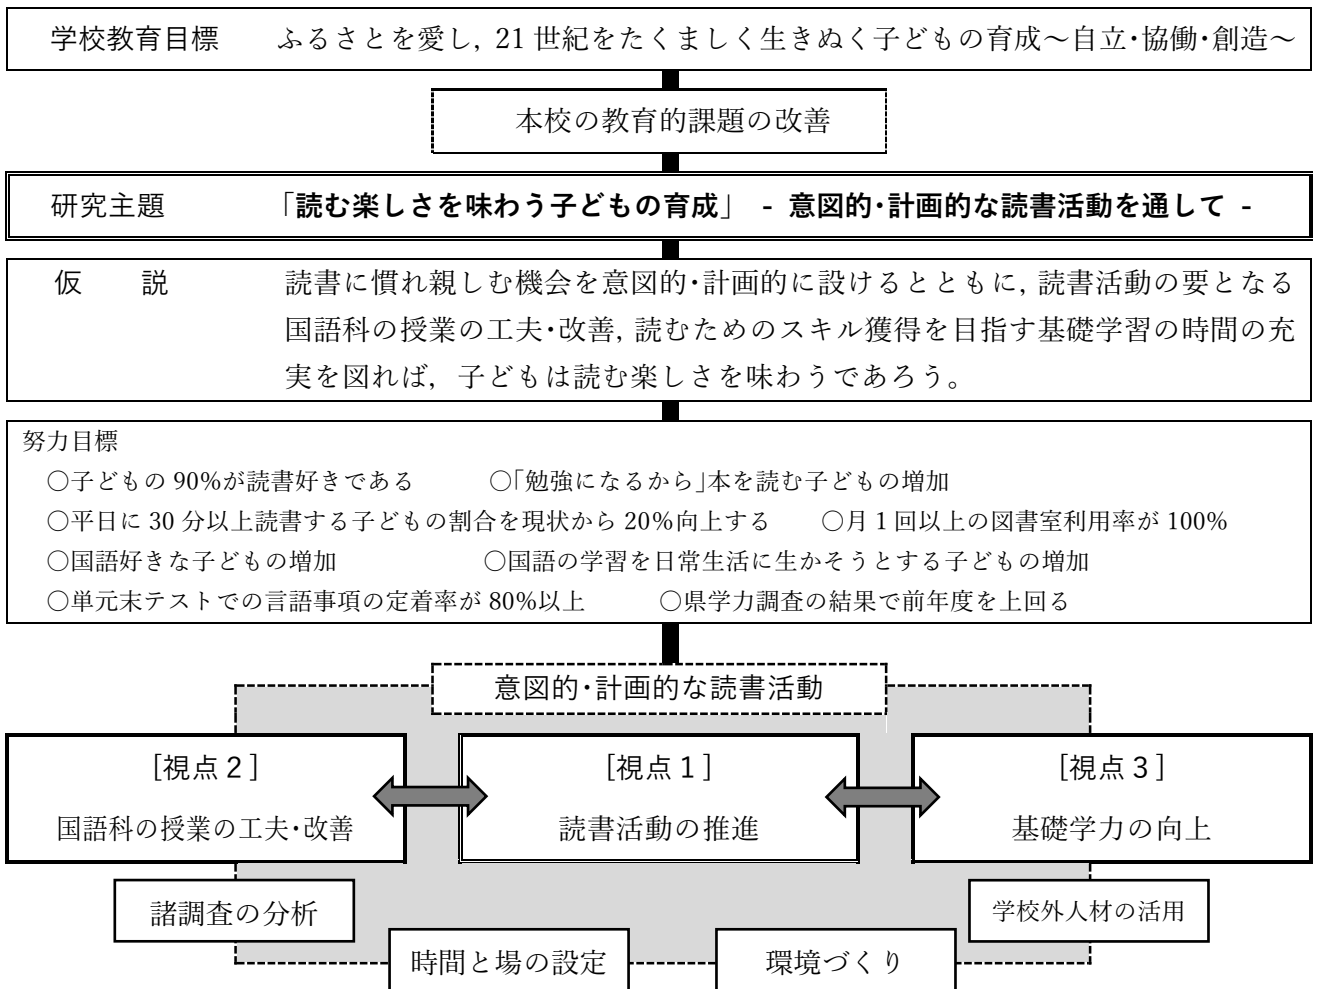 学校教育目標 ふるさとを愛し, 21世紀をたくましく生きぬく子どもの育成～自立・協働・創造～
本校の教育的課題の改善
研究主題 「読む楽しさを味わう子どもの育成」 - 意図的・計画的な読書活動を通して -
仮 説 読書に慣れ親しむ機会を意図的・計画的に設けるとともに, 読書活動の要となる
国語科の授業の工夫・改善, 読むためのスキル獲得を目指す基礎学習の時間の充
実を図れば, 子どもは読む楽しさを味わうであろう。
努力目標
○子どもの 90%が読書好きである ○｢勉強になるから｣本を読む子どもの増加
○平日に 30 分以上読書する子どもの割合を現状から 20%向上する ○月 1 回以上の図書室利用率が 100%
○国語好きな子どもの増加 ○国語の学習を日常生活に生かそうとする子どもの増加
○単元末テストでの言語事項の定着率が 80%以上 ○県学力調査の結果で前年度を上回る
意図的・計画的な読書活動
[視点２] [視点１] [視点３]
国語科の授業の工夫・改善 読書活動の推進 基礎学力の向上
諸調査の分析 学校外人材の活用
時間と場の設定 環境づくり